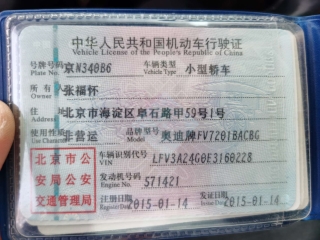 中华人民共和国机动车行驶证
Vehicle License of the People's Republic of China
号牌号码 京N340B6 车辆类型 小型轿车
Plate No. Vehicle Type
所有人 张福怀
Owner
住址 北京市海淀区阜石路甲59号1号
Address
使用性质 非营运 品牌型号 奥迪牌FV7201BACBG
Use Character Model
北京市公 车辆识别代号 LFV3A24G0E3160228
VIN
安局公安 发动机号码 S71421
Engine No.
交通管理局 注册日期 2015-01-14 发证日期 2015-01-14
Register Date Issue Date